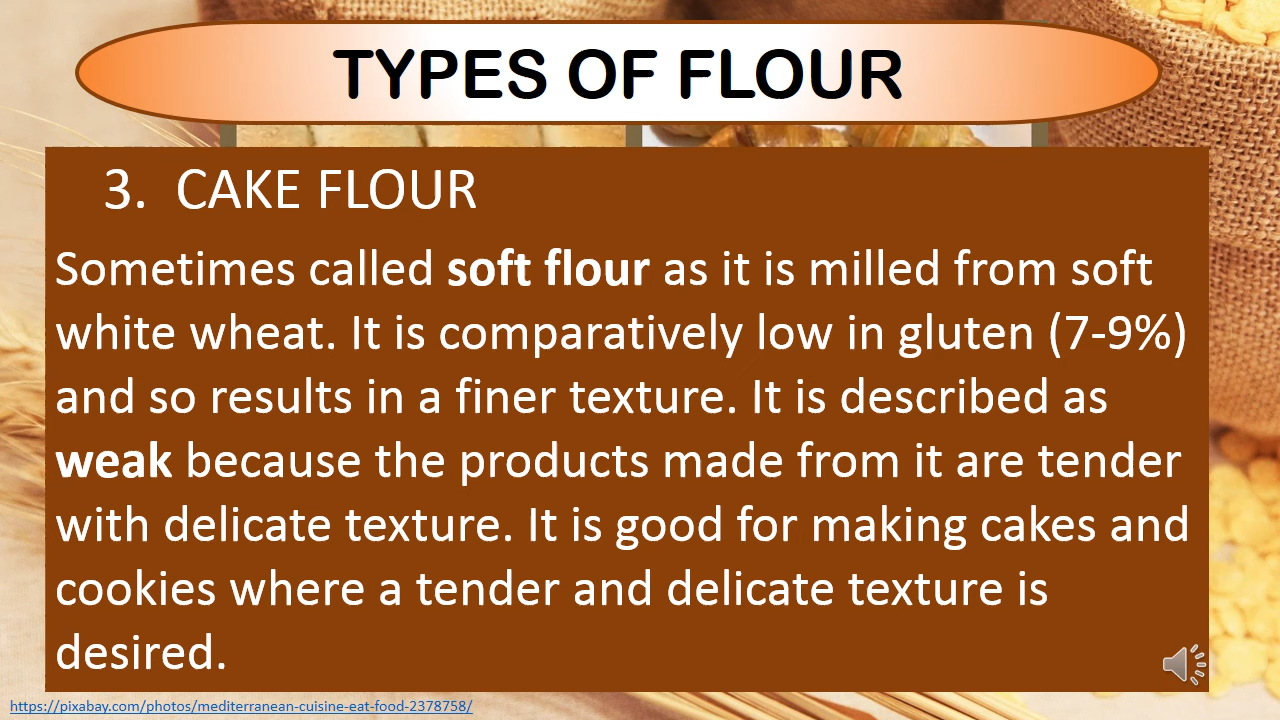 TYPES OF FLOUR
3. CAKE FLOUR
Sometimes called soft flour as it is milled from soft
white wheat. It is comparatively low in gluten (7-9%)
and so results in a finer texture. It is described as
weak because the products made from it are tender
with delicate texture. It is good for making cakes and
cookies where a tender and delicate texture is
desired.
https://pixabay.com/photos/mediterranean-cuisine-eat-food-2378758/